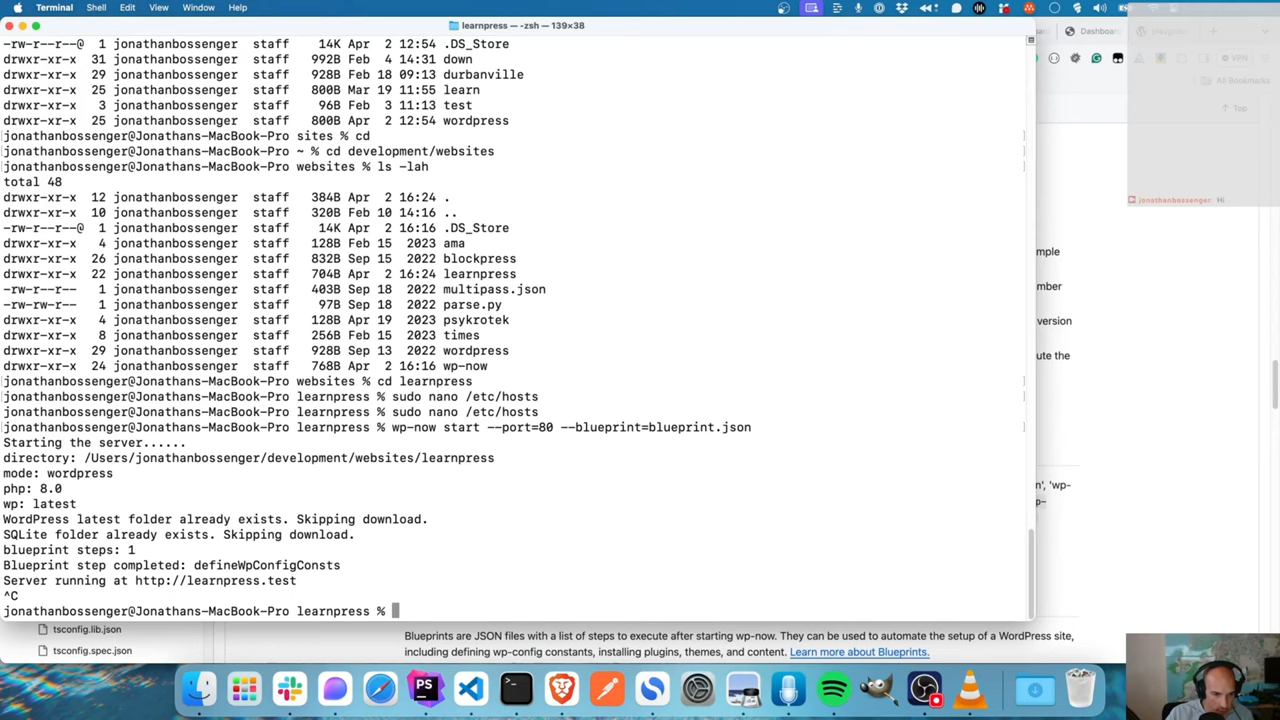 Terminal Shell Edit View Window Help
learnpress — -zsh — 139×38
-rw-r--r--@ 1 jonathanbossenger staff 14K Apr 2 12:54 .DS_Store
drwxr-xr-x 31 jonathanbossenger staff 992B Feb 4 14:31 down
drwxr-xr-x 29 jonathanbossenger staff 928B Feb 18 09:13 durbanville
drwxr-xr-x 25 jonathanbossenger staff 800B Mar 19 11:55 learn
drwxr-xr-x 3 jonathanbossenger staff 96B Feb 3 11:13 test
drwxr-xr-x 25 jonathanbossenger staff 800B Apr 2 12:54 wordpress
jonathanbossenger@Jonathans-MacBook-Pro sites % cd
jonathanbossenger@Jonathans-MacBook-Pro ~ % cd development/websites
jonathanbossenger@Jonathans-MacBook-Pro websites % ls -lah
total 48
drwxr-xr-x 12 jonathanbossenger staff 384B Apr 2 16:24 .
drwxr-xr-x 10 jonathanbossenger staff 320B Feb 10 14:16 ..
-rw-r--r--@ 1 jonathanbossenger staff 14K Apr 2 16:16 .DS_Store
drwxr-xr-x 4 jonathanbossenger staff 128B Feb 15 2023 ama
drwxr-xr-x 26 jonathanbossenger staff 832B Sep 15 2022 blockpress
drwxr-xr-x 22 jonathanbossenger staff 704B Apr 2 16:24 learnpress
-rw-r--r-- 1 jonathanbossenger staff 403B Sep 18 2022 multipass.json
-rw-rw-r-- 1 jonathanbossenger staff 97B Sep 18 2022 parse.py
drwxr-xr-x 4 jonathanbossenger staff 128B Apr 19 2023 psykrotek
drwxr-xr-x 8 jonathanbossenger staff 256B Feb 15 2023 times
drwxr-xr-x 29 jonathanbossenger staff 928B Sep 13 2022 wordpress
drwxr-xr-x 24 jonathanbossenger staff 768B Apr 2 16:16 wp-now
jonathanbossenger@Jonathans-MacBook-Pro websites % cd learnpress
jonathanbossenger@Jonathans-MacBook-Pro learnpress % sudo nano /etc/hosts
jonathanbossenger@Jonathans-MacBook-Pro learnpress % sudo nano /etc/hosts
jonathanbossenger@Jonathans-MacBook-Pro learnpress % wp-now start --port=80 --blueprint=blueprint.json
Starting the server......
directory: /Users/jonathanbossenger/development/websites/learnpress
mode: wordpress
php: 8.0
wp: latest
WordPress latest folder already exists. Skipping download.
SQLite folder already exists. Skipping download.
blueprint steps: 1
Blueprint step completed: defineWpConfigConsts
Server running at http://learnpress.test
^C
jonathanbossenger@Jonathans-MacBook-Pro learnpress %
Dashboa
VPN
All Bookmarks
Top
jonathanbossenger: Hi
mple
mber
version
ute the
n', 'wp-
p-
tsconfig.lib.json
tsconfig.spec.json
Blueprints are JSON files with a list of steps to execute after starting wp-now. They can be used to automate the setup of a WordPress site,
including defining wp-config constants, installing plugins, themes, and content. Learn more about Blueprints.
PS